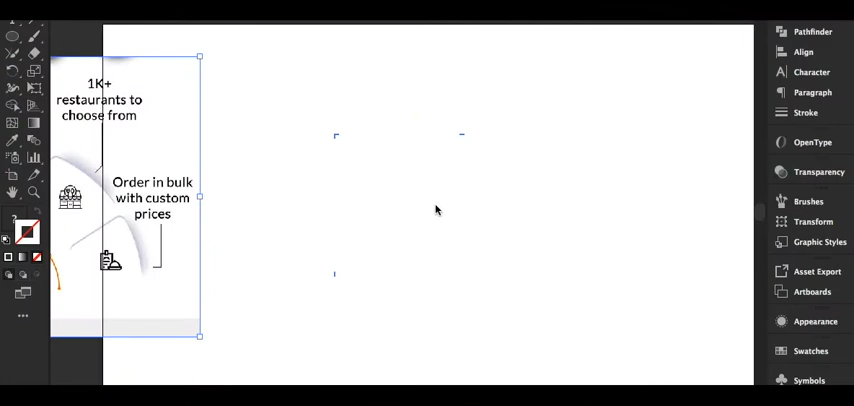 1K+
restaurants to
choose from
Order in bulk
with custom
prices
?
Pathfinder
Align
Character
Paragraph
Stroke
OpenType
Transparency
Brushes
Transform
Graphic Styles
Asset Export
Artboards
Appearance
Swatches
Symbols